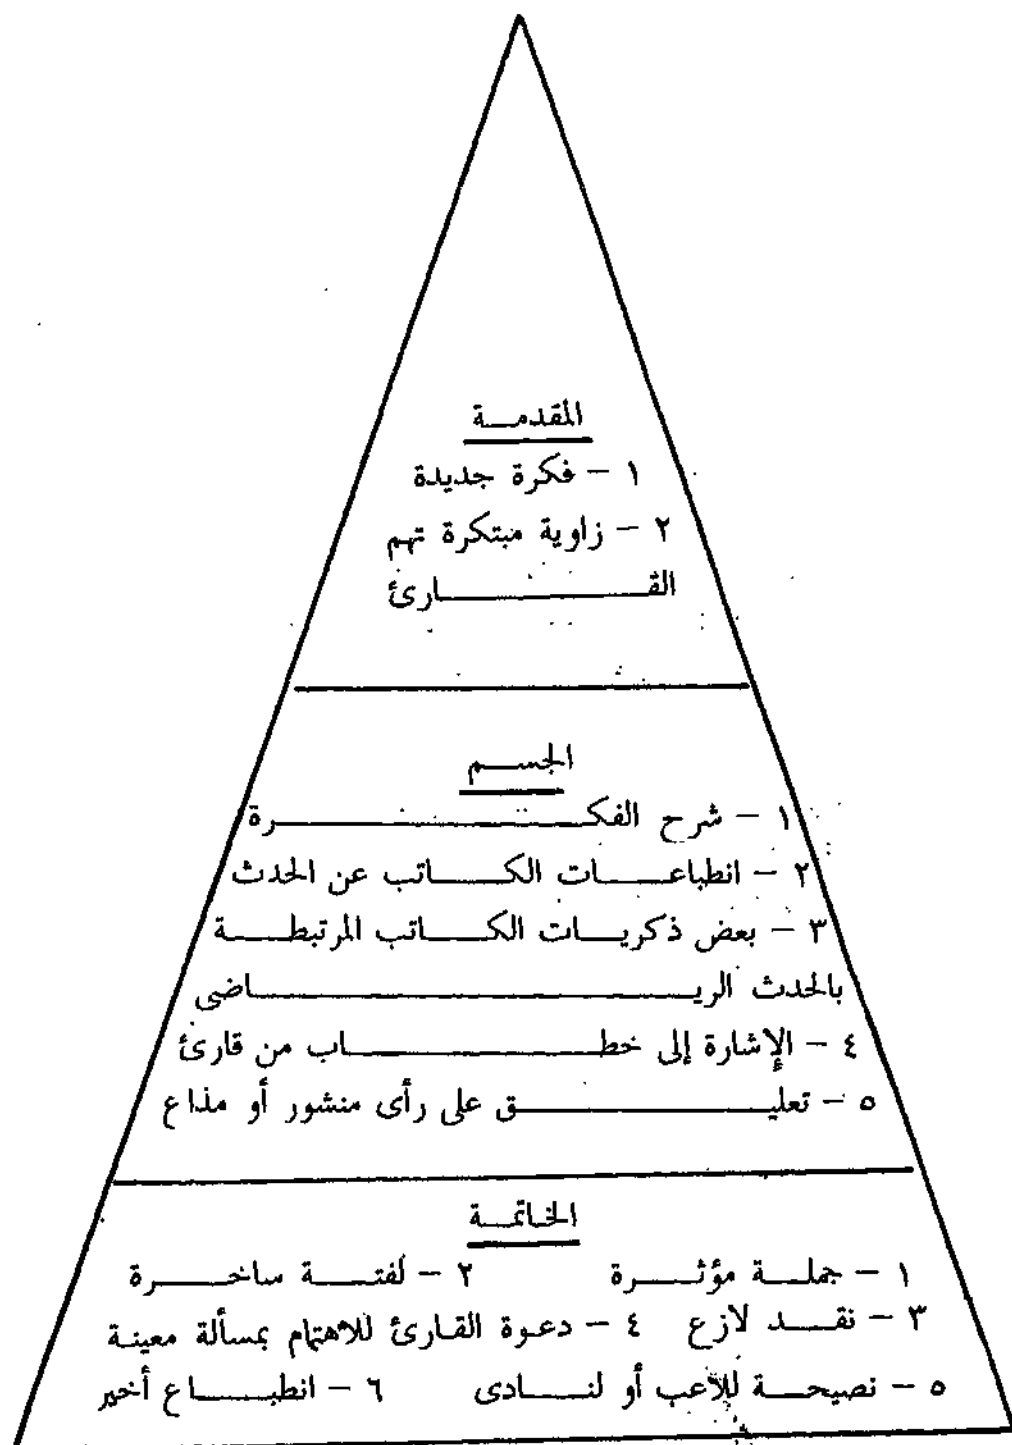 المقدمة
١ - فكرة جديدة
٢ - زاوية مبتكرة تهم
القارئ
الجسم
١ - شرح الفكرة
٢ - انطباعات الكاتب عن الحدث
٣ - بعض ذكريات الكاتب المرتبطة
بالحدث الرياضى
٤ - الإشارة إلى خطاب من قارئ
٥ - تعليق على رأى منشور أو مذاع
الخاتمة
١ - جملة مؤثرة ٢ - لفتة ساخرة
٣ - نقد لازع ٤ - دعوة القارئ للاهتمام بمسألة معينة
٥ - نصيحة للاعب أو لنادى ٦ - انطباع أخير